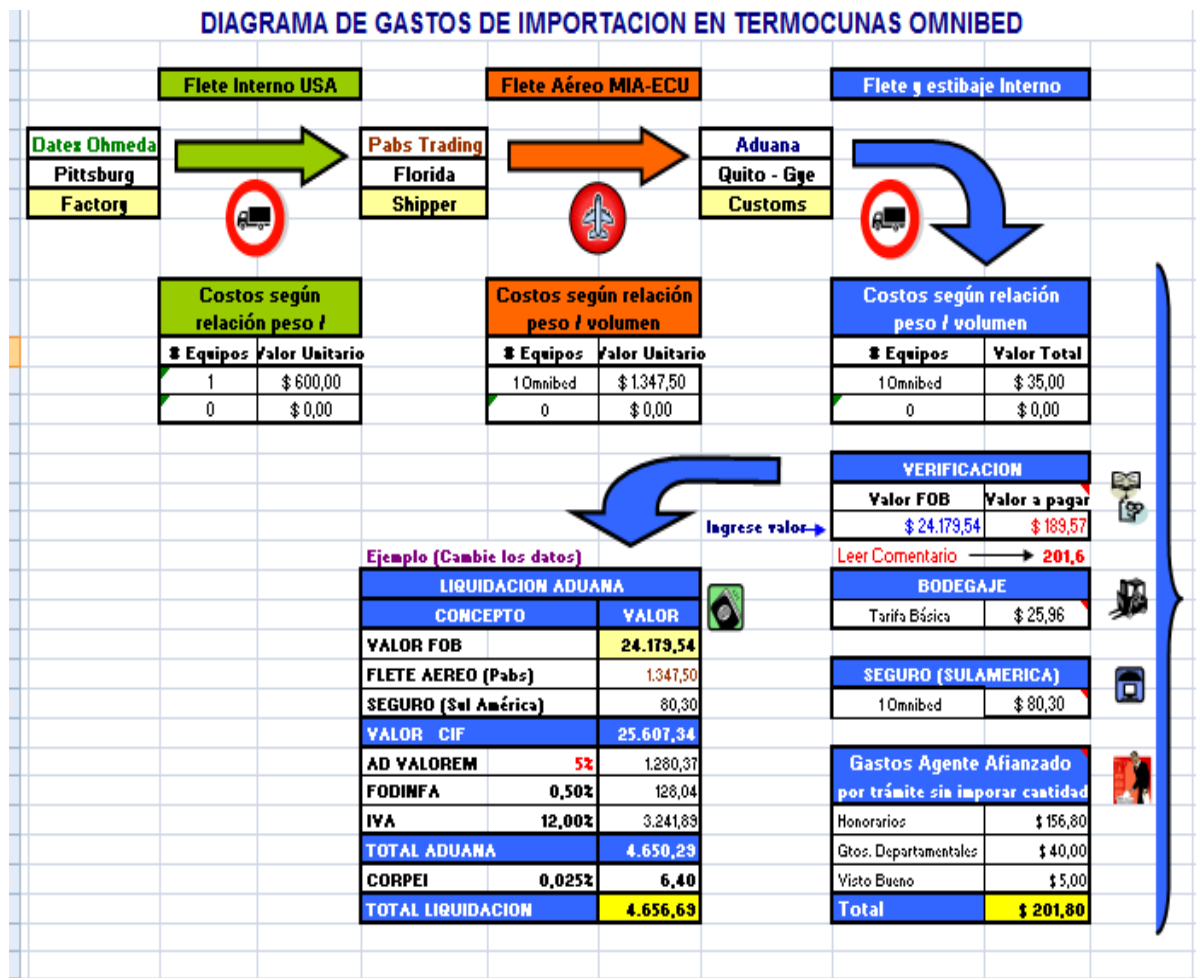 DIAGRAMA DE GASTOS DE IMPORTACION EN TERMOCUNAS OMNIBED
Flete Interno USA
Flete Aéreo MIA-ECU
Flete y estibaje Interno
Datex Ohmeda
Pittsburg
Factory
Pabs Trading
Florida
Shipper
Aduana
Quito - Gye
Customs
Costos según
relación peso /
# Equipos Valor Unitario
1 $ 600,00
0 $ 0,00
Costos según relación
peso / volumen
# Equipos Valor Unitario
1 Omnibed $ 1.347,50
0 $ 0,00
Costos según relación
peso / volumen
# Equipos Valor Total
1 Omnibed $ 35,00
0 $ 0,00
VERIFICACION
Valor FOB Valor a pagar
Ingrese valor $ 24.179,54 $ 189,57
Leer Comentario 201,6
BODEGAJE
Tarifa Básica $ 25,96
SEGURO (SULAMERICA)
1 Omnibed $ 80,30
Gastos Agente Afianzado
por trámite sin imporar cantidad
Honorarios $ 156,80
Gtos. Departamentales $ 40,00
Visto Bueno $ 5,00
Total $ 201,80
Ejemplo (Cambie los datos)
LIQUIDACION ADUANA
CONCEPTO VALOR
VALOR FOB 24.179,54
FLETE AEREO (Pabs) 1.347,50
SEGURO (Sul América) 80,30
VALOR CIF 25.607,34
AD VALOREM 5% 1.280,37
FODINFA 0,50% 128,04
IVA 12,00% 3.241,89
TOTAL ADUANA 4.650,29
CORPEI 0,025% 6,40
TOTAL LIQUIDACION 4.656,69